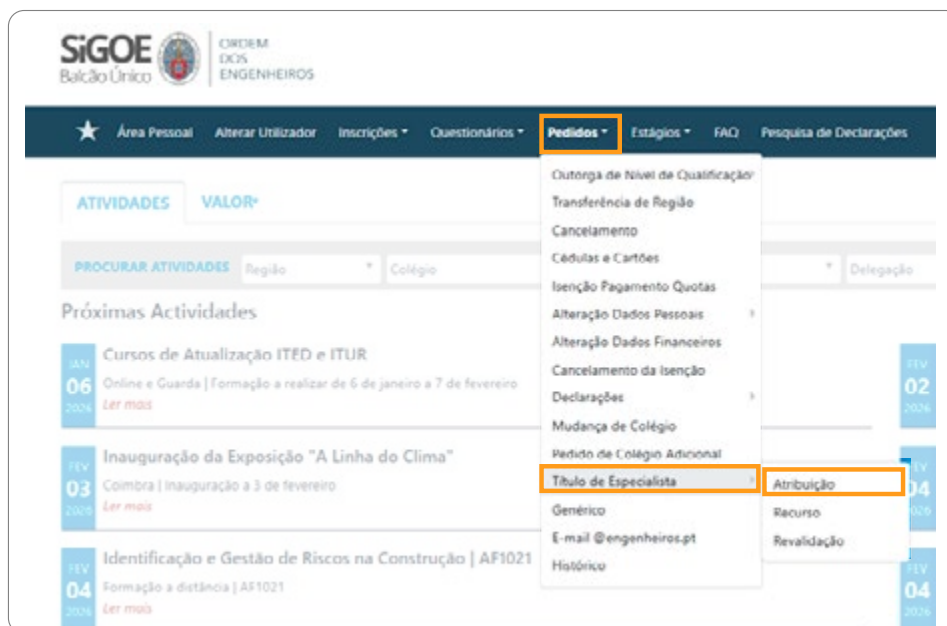 SiGOE
Balcão Único
ORDEM
DOS
ENGENHEIROS
Área Pessoal Alterar Utilizador Inscrições Questionários Pedidos Estágios FAQ Pesquisa de Declarações
ATIVIDADES VALOR
PROCURAR ATIVIDADES Região Colégio Delegação
Próximas Actividades
JAN
06
2026
Cursos de Atualização ITED e ITUR
Online e Guarda | Formação a realizar de 6 de janeiro a 7 de fevereiro
Ler mais
FEV
03
2026
Inauguração da Exposição "A Linha do Clima"
Coimbra | Inauguração a 3 de fevereiro
Ler mais
FEV
04
2026
Identificação e Gestão de Riscos na Construção | AF1021
Formação a distância | AF1021
Ler mais
Outorga de Nível de Qualificação
Transferência de Região
Cancelamento
Cédulas e Cartões
Isenção Pagamento Quotas
Alteração Dados Pessoais
Alteração Dados Financeiros
Cancelamento da Isenção
Declarações
Mudança de Colégio
Pedido de Colégio Adicional
Título de Especialista
Genérico
E-mail @engenheiros.pt
Histórico
Atribuição
Recurso
Revalidação
FEV
02
2026
04
026
FEV
04
2026